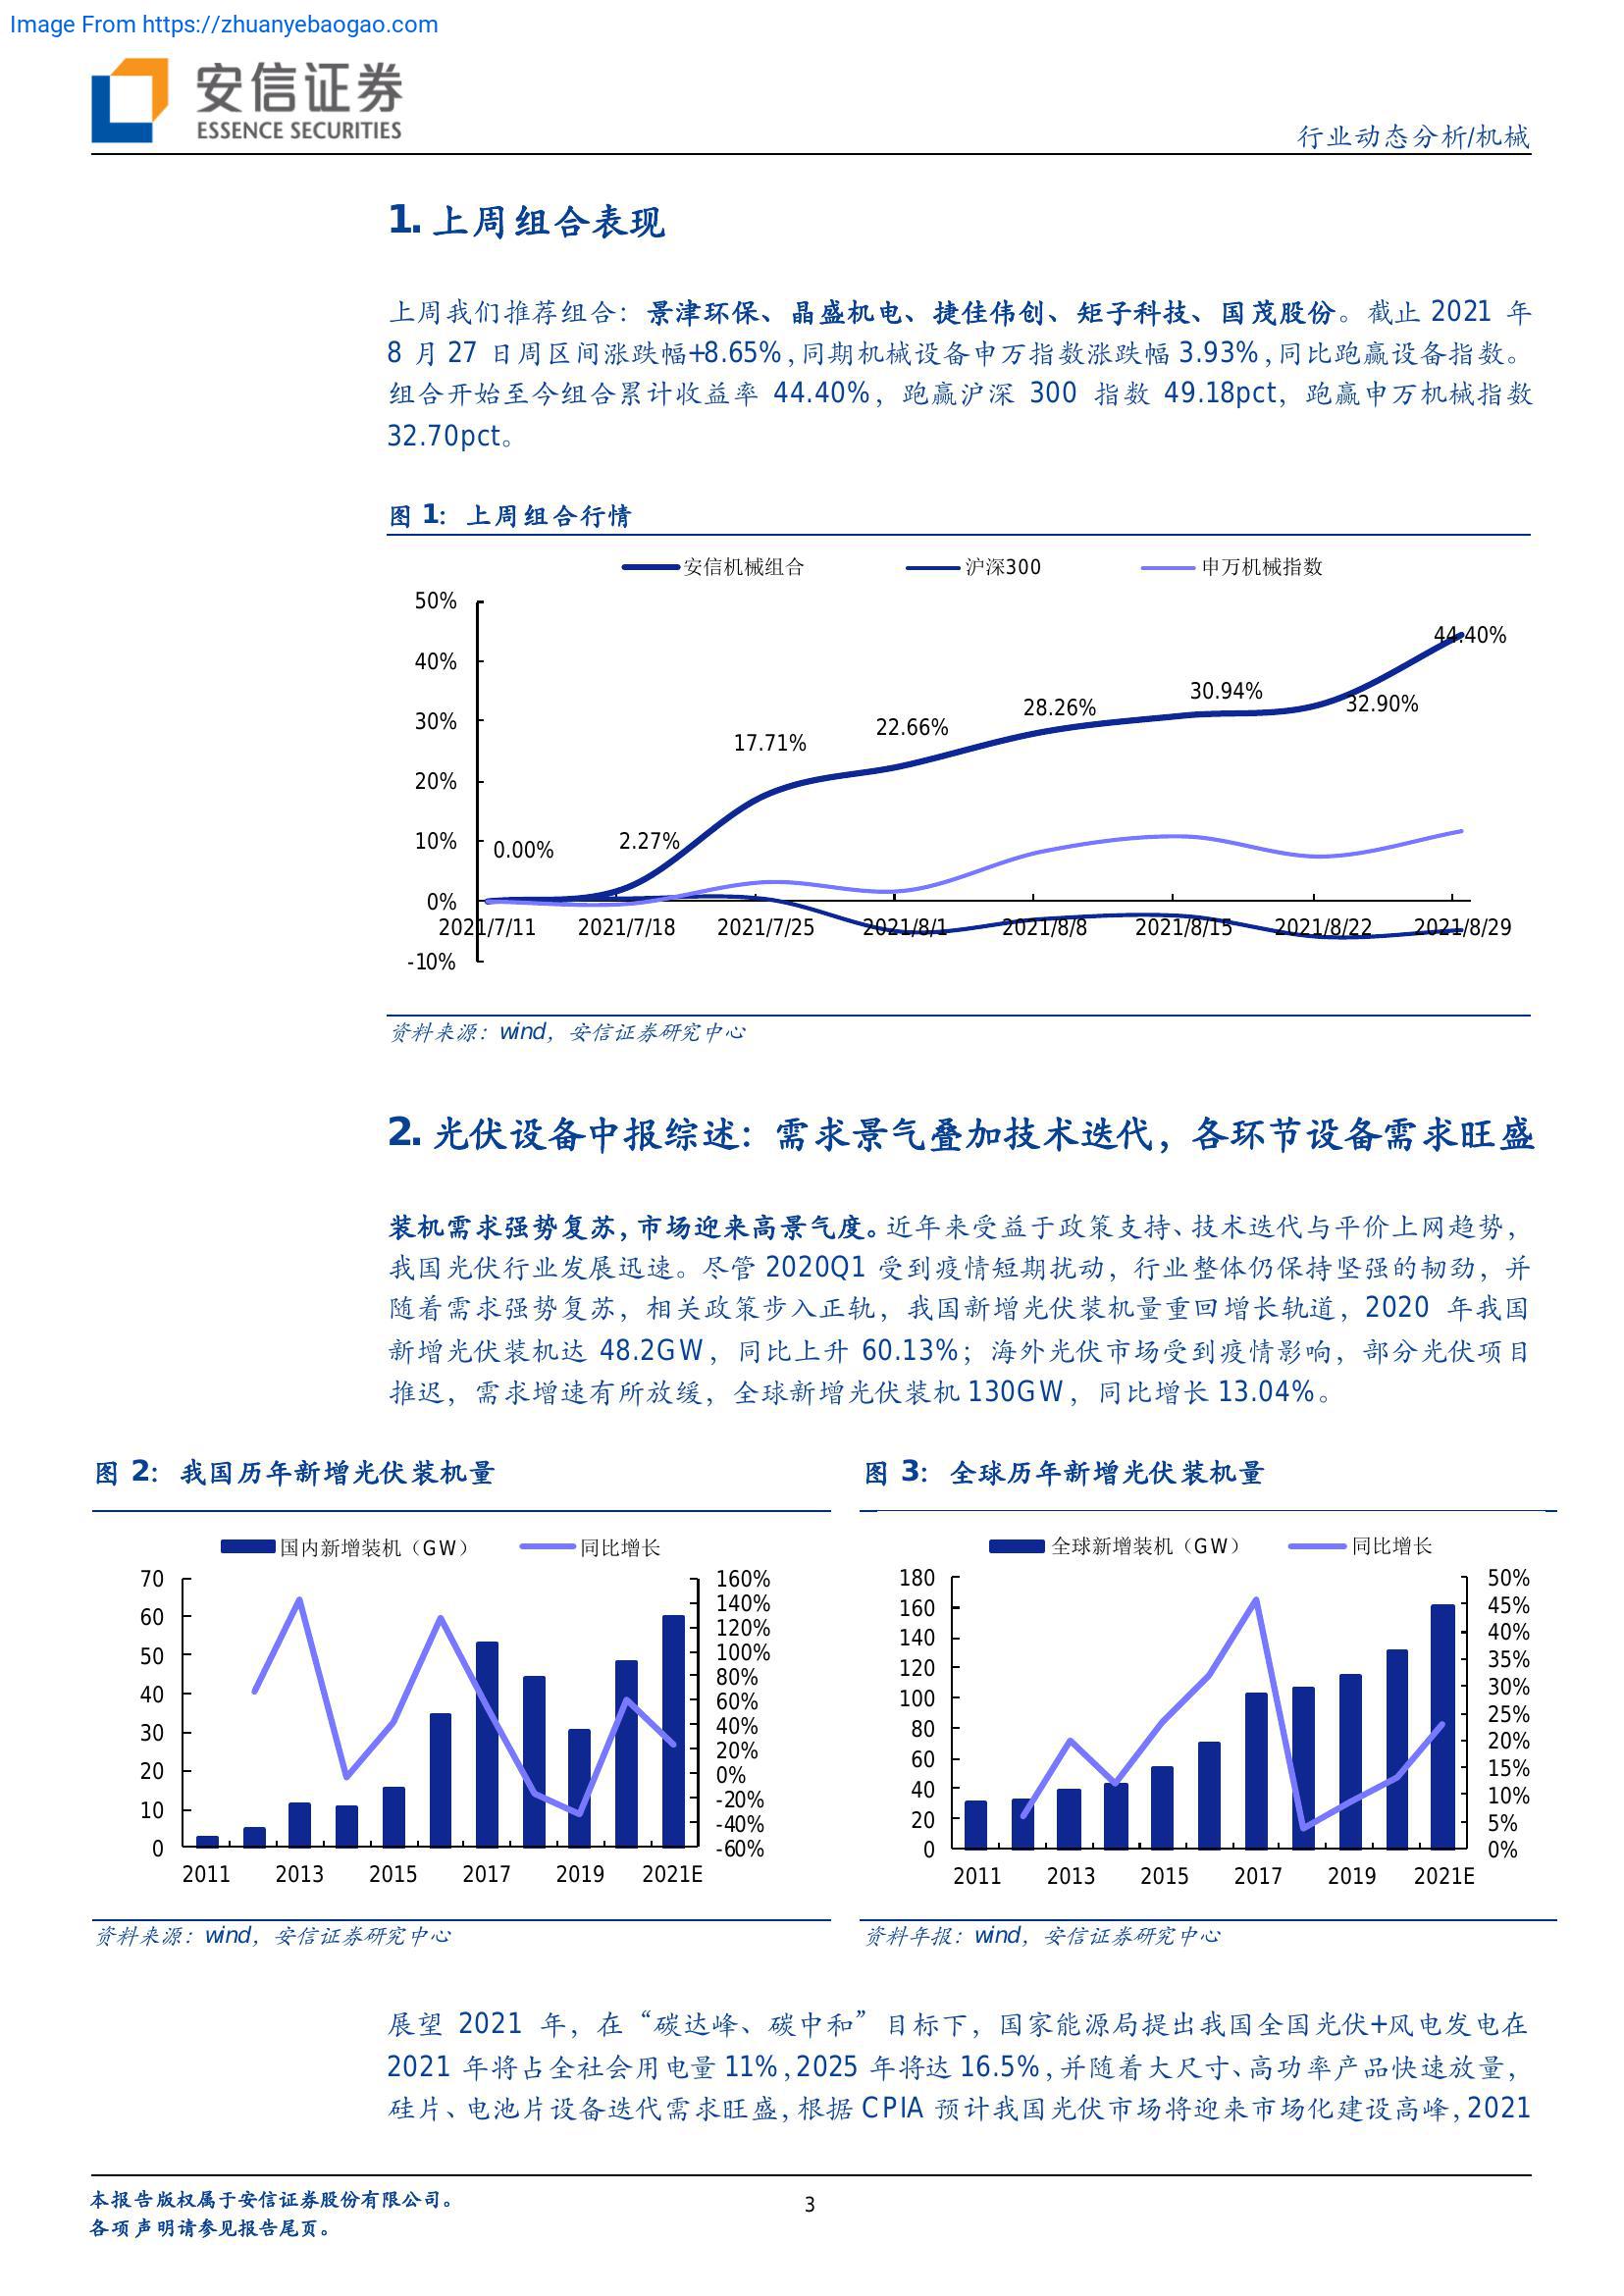 Image From https://zhuanyebaogao.com
安信证券
ESSENCE SECURITIES
行业动态分析/机械
1. 上周组合表现
上周我们推荐组合：景津环保、晶盛机电、捷佳伟创、矩子科技、国茂股份。截止 2021 年
8 月 27 日周区间涨跌幅+8.65%,同期机械设备申万指数涨跌幅 3.93%,同比跑赢设备指数。
组合开始至今组合累计收益率 44.40%，跑赢沪深 300 指数 49.18pct，跑赢申万机械指数
32.70pct。
图 1：上周组合行情
安信机械组合 沪深300 申万机械指数
50%
40%
30%
20%
10%
0%
-10%
0.00%
2.27%
17.71%
22.66%
28.26%
30.94%
32.90%
44.40%
2021/7/11 2021/7/18 2021/7/25 2021/8/1 2021/8/8 2021/8/15 2021/8/22 2021/8/29
资料来源：wind，安信证券研究中心
2. 光伏设备中报综述：需求景气叠加技术迭代，各环节设备需求旺盛
装机需求强势复苏,市场迎来高景气度。近年来受益于政策支持、技术迭代与平价上网趋势，
我国光伏行业发展迅速。尽管 2020Q1 受到疫情短期扰动，行业整体仍保持坚强的韧劲，并
随着需求强势复苏，相关政策步入正轨，我国新增光伏装机量重回增长轨道，2020 年我国
新增光伏装机达 48.2GW，同比上升 60.13%；海外光伏市场受到疫情影响，部分光伏项目
推迟，需求增速有所放缓，全球新增光伏装机 130GW，同比增长 13.04%。
图 2：我国历年新增光伏装机量
国内新增装机（GW） 同比增长
70
60
50
40
30
20
10
0
160%
140%
120%
100%
80%
60%
40%
20%
0%
-20%
-40%
-60%
2011 2013 2015 2017 2019 2021E
资料来源：wind，安信证券研究中心
图 3：全球历年新增光伏装机量
全球新增装机（GW） 同比增长
180
160
140
120
100
80
60
40
20
0
50%
45%
40%
35%
30%
25%
20%
15%
10%
5%
0%
2011 2013 2015 2017 2019 2021E
资料年报：wind，安信证券研究中心
展望 2021 年，在“碳达峰、碳中和”目标下，国家能源局提出我国全国光伏+风电发电在
2021 年将占全社会用电量 11%,2025 年将达 16.5%,并随着大尺寸、高功率产品快速放量，
硅片、电池片设备迭代需求旺盛,根据 CPIA 预计我国光伏市场将迎来市场化建设高峰,2021
本报告版权属于安信证券股份有限公司。
各项声明请参见报告尾页。
3